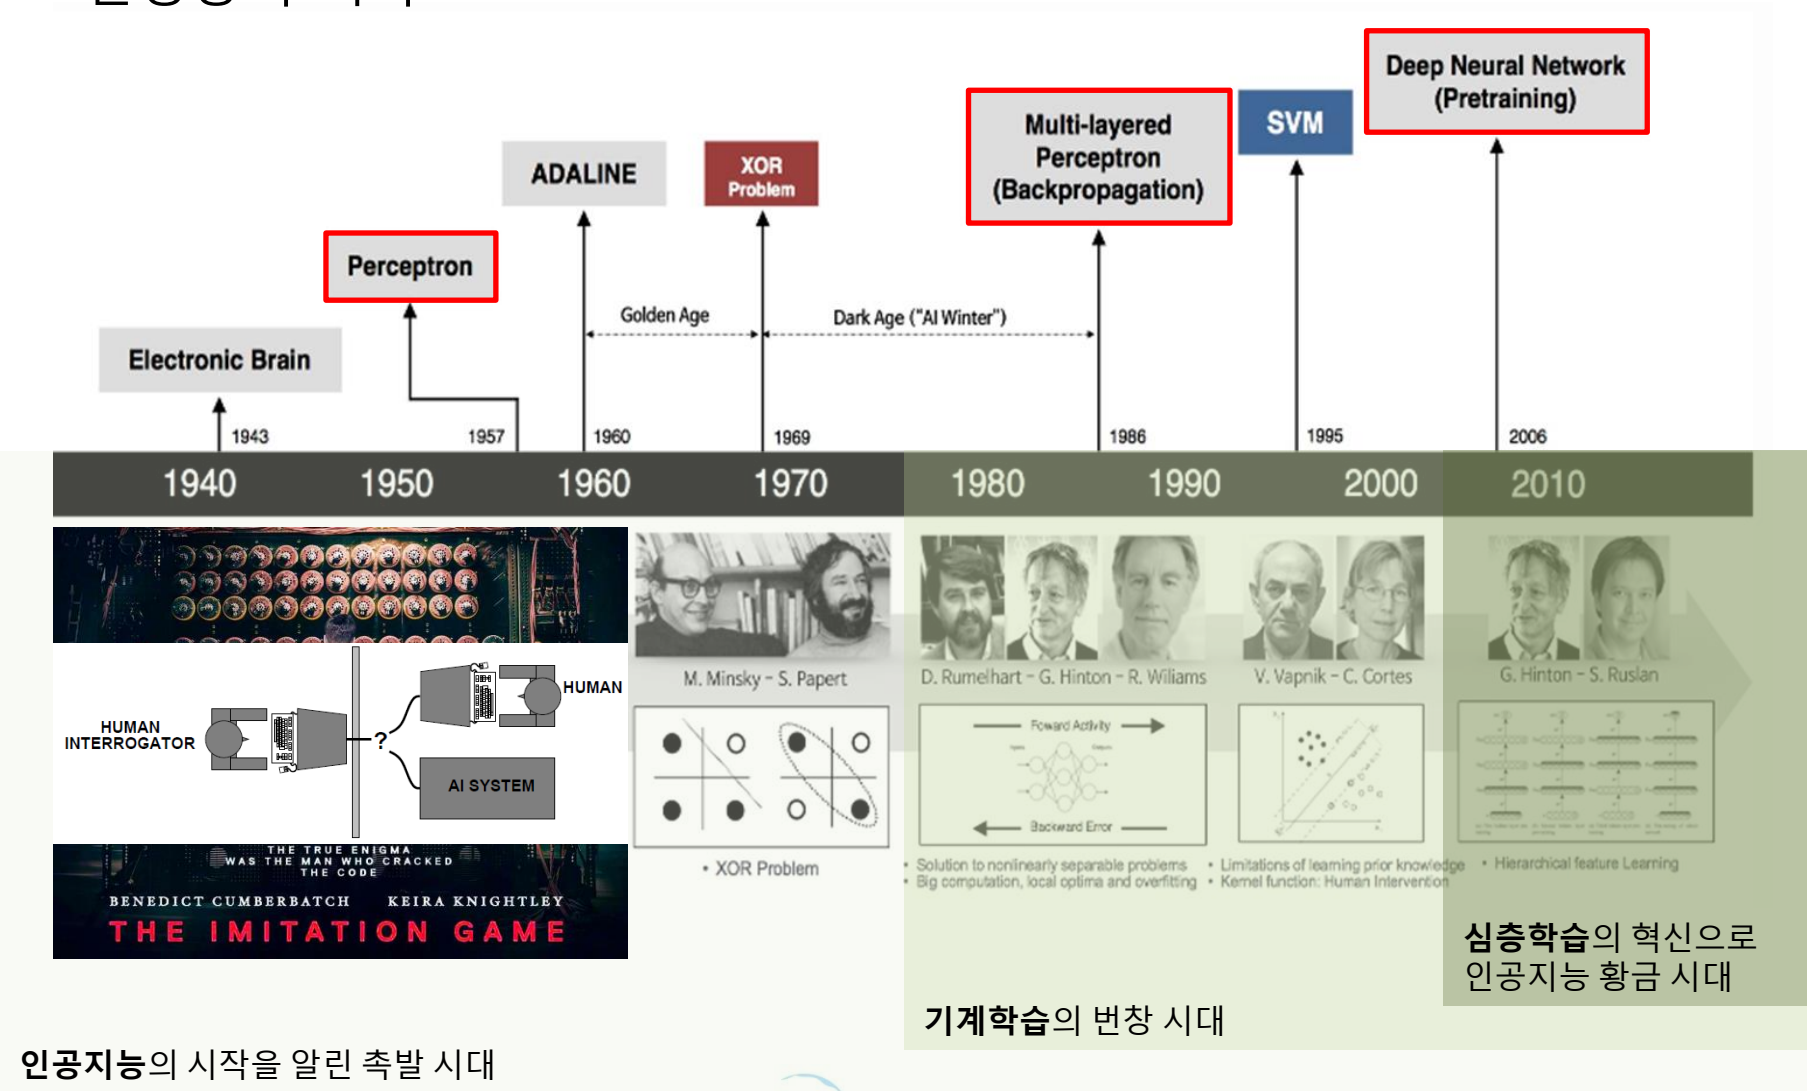 Deep Neural Network
(Pretraining)
Multi-layered
Perceptron
(Backpropagation)
SVM
ADALINE
XOR
Problem
Perceptron
Golden Age
Dark Age ("AI Winter")
Electronic Brain
1943
1957
1960
1969
1986
1995
2006
1940
1950
1960
1970
1980
1990
2000
2010
M. Minsky - S. Papert
D. Rumelhart - G. Hinton - R. Wiliams
V. Vapnik - C. Cortes
G. Hinton - S. Ruslan
HUMAN
HUMAN
INTERROGATOR
?
AI SYSTEM
Foward Activity
Backward Error
THE TRUE ENIGMA
WAS THE MAN WHO CRACKED
THE CODE
BENEDICT CUMBERBATCH KEIRA KNIGHTLEY
THE IMITATION GAME
• XOR Problem
• Solution to nonlinearly separable problems
• Big computation, local optima and overfitting
• Limitations of learning prior knowledge
• Kernel function: Human Intervention
• Hierarchical feature Learning
심층학습의 혁신으로
인공지능 황금 시대
기계학습의 번창 시대
인공지능의 시작을 알린 촉발 시대